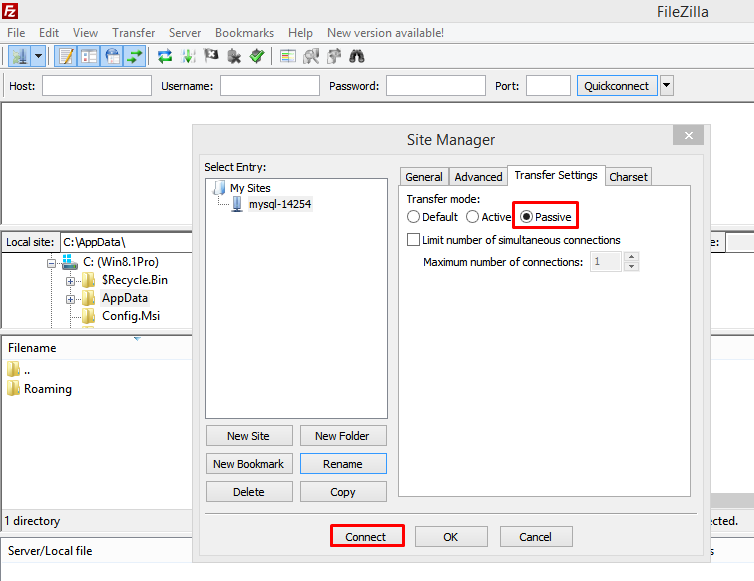 Fz
FileZilla
File Edit View Transfer Server Bookmarks Help New version available!
Host: Username: Password: Port: Quickconnect
Site Manager
Select Entry:
My Sites
mysql-14254
General Advanced Transfer Settings Charset
Transfer mode:
Default Active Passive
Limit number of simultaneous connections
Maximum number of connections: 1
New Site New Folder
New Bookmark Rename
Delete Copy
Connect OK Cancel
Local site: C:\AppData\
C: (Win8.1Pro)
$Recycle.Bin
AppData
Config.Msi
Filename
..
Roaming
1 directory
Server/Local file